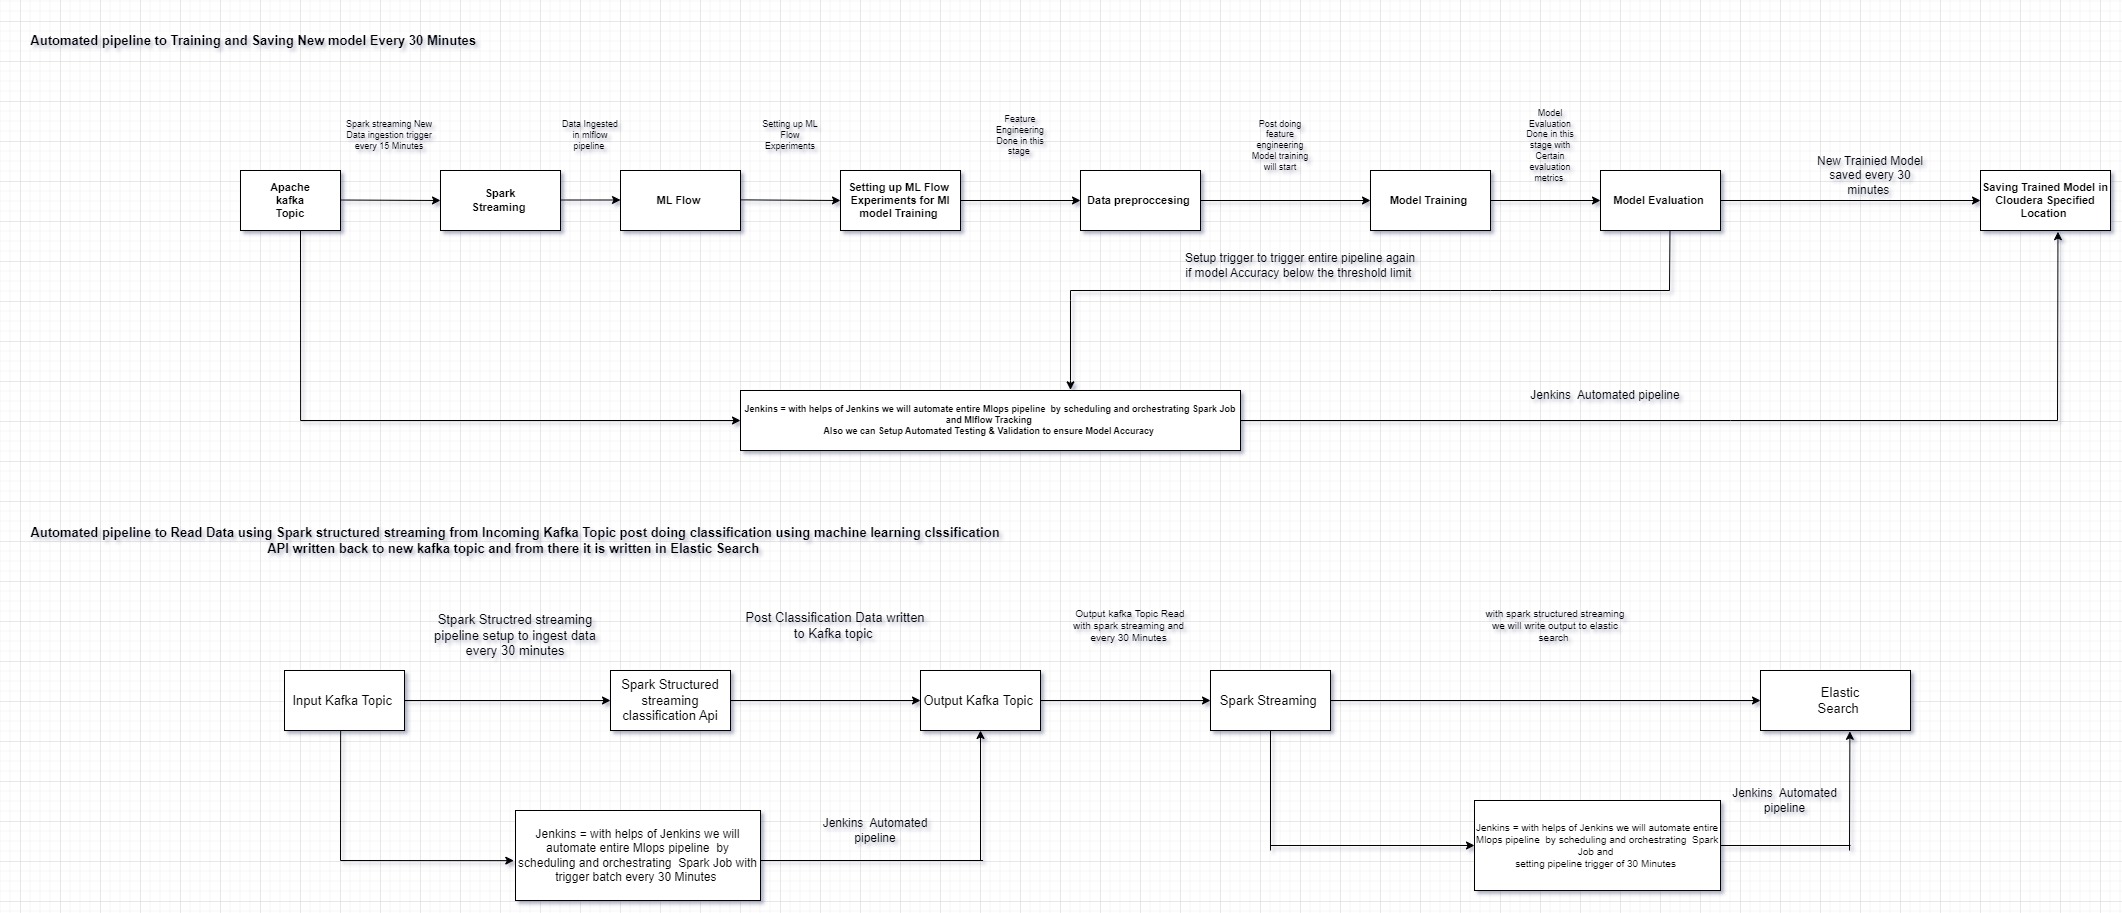 Automated pipeline to Training and Saving New model Every 30 Minutes
Spark streaming New
Data ingestion trigger
every 15 Minutes
Data Ingested
in mlflow
pipeline
Setting up ML
Flow
Experiments
Feature
Engineering
Done in this
stage
Post doing
feature
engineering
Model training
will start
Model
Evaluation
Done in this
stage with
Certain
evaluation
metrics
New Trainied Model
saved every 30
minutes
Apache
kafka
Topic
Spark
Streaming
ML Flow
Setting up ML Flow
Experiments for Ml
model Training
Data preproccesing
Model Training
Model Evaluation
Saving Trained Model in
Cloudera Specified
Location
Setup trigger to trigger entire pipeline again
if model Accuracy below the threshold limit
Jenkins = with helps of Jenkins we will automate entire Mlops pipeline  by scheduling and orchestrating Spark Job
and Mlflow Tracking
Also we can Setup Automated Testing & Validation to ensure Model Accuracy
Jenkins  Automated pipeline
Automated pipeline to Read Data using Spark structured streaming from Incoming Kafka Topic post doing classification using machine learning clssification
API written back to new kafka topic and from there it is written in Elastic Search
Stpark Structred streaming
pipeline setup to ingest data
every 30 minutes
Post Classification Data written
to Kafka topic
Output kafka Topic Read
with spark streaming and
every 30 Minutes
with spark structured streaming
we will write output to elastic
search
Input Kafka Topic
Spark Structured
streaming
classification Api
Output Kafka Topic
Spark Streaming
Elastic
Search
Jenkins = with helps of Jenkins we will
automate entire Mlops pipeline  by
scheduling and orchestrating  Spark Job with
trigger batch every 30 Minutes
Jenkins  Automated
pipeline
Jenkins = with helps of Jenkins we will automate entire
Mlops pipeline  by scheduling and orchestrating  Spark
Job and
setting pipeline trigger of 30 Minutes
Jenkins  Automated
pipeline